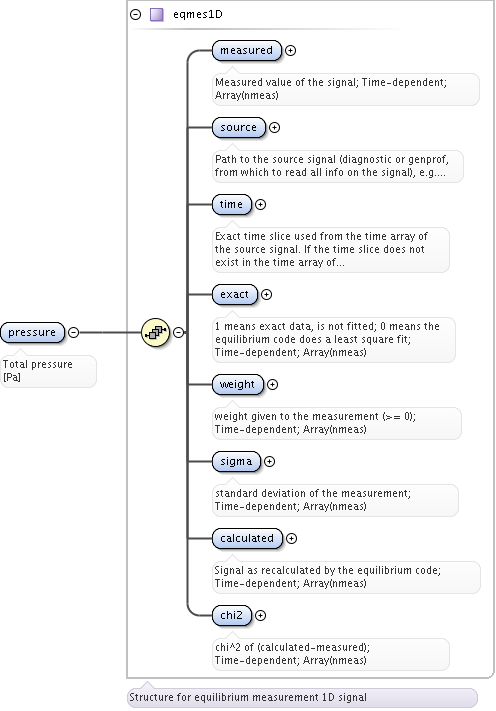 eqmes1D
measured
Measured value of the signal; Time-dependent;
Array(nmeas)
source
Path to the source signal (diagnostic or genprof,
from which to read all info on the signal), e.g....
time
Exact time slice used from the time array of
the source signal. If the time slice does not
exist in the time array of...
exact
1 means exact data, is not fitted; 0 means the
equilibrium code does a least square fit;
Time-dependent; Array(nmeas)
pressure
Total pressure
[Pa]
weight
weight given to the measurement (>= 0);
Time-dependent; Array(nmeas)
sigma
standard deviation of the measurement;
Time-dependent; Array(nmeas)
calculated
Signal as recalculated by the equilibrium code;
Time-dependent; Array(nmeas)
chi2
chi^2 of (calculated-measured);
Time-dependent; Array(nmeas)
Structure for equilibrium measurement 1D signal